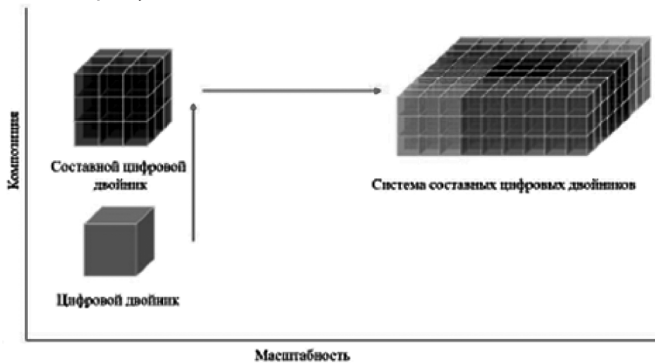 Композиция
Составной цифровой
двойник
Система составных цифровых двойников
Цифровой двойник
Масштабность